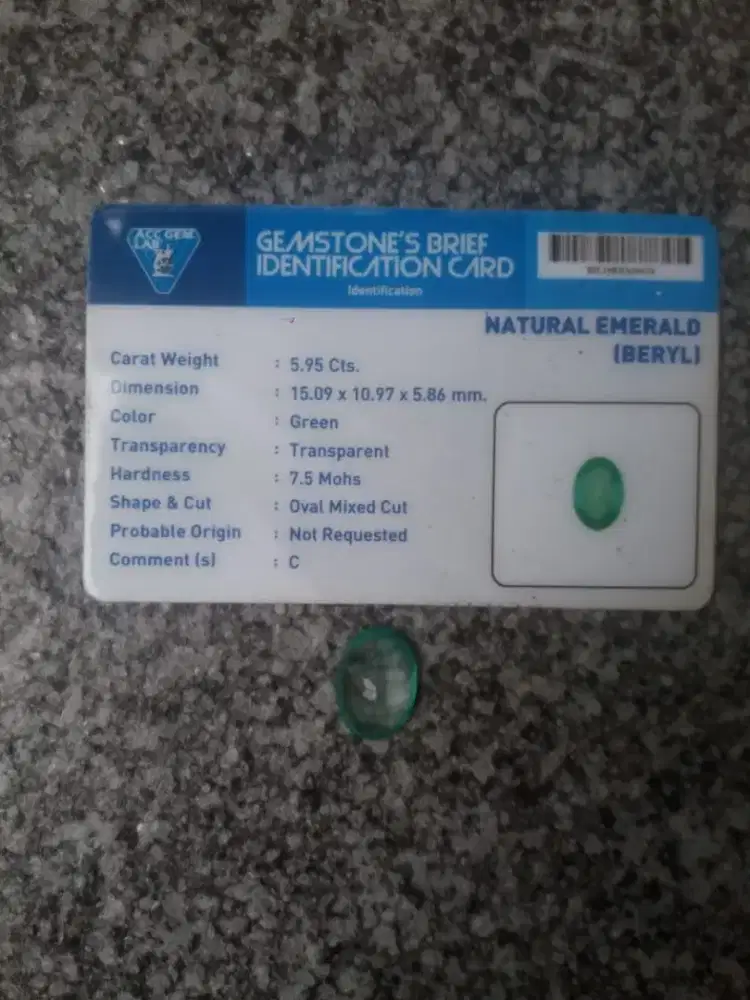 ACC GEM
LAB
GEMSTONE'S BRIEF
IDENTIFICATION CARD
Identification
NATURAL EMERALD
(BERYL)
Carat Weight : 5.95 Cts.
Dimension : 15.09 x 10.97 x 5.86 mm.
Color : Green
Transparency : Transparent
Hardness : 7.5 Mohs
Shape & Cut : Oval Mixed Cut
Probable Origin : Not Requested
Comment (s) : C